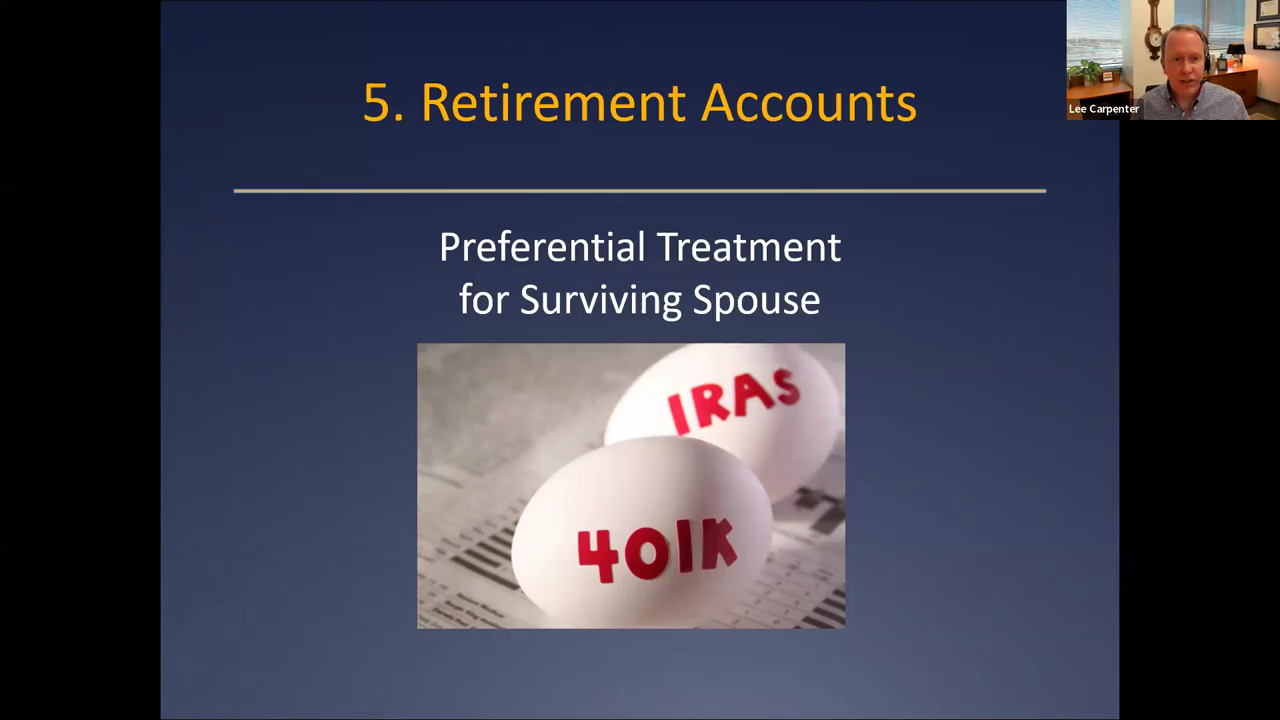 5. Retirement Accounts
Lee Carpenter
Preferential Treatment
for Surviving Spouse
IRAs
401K